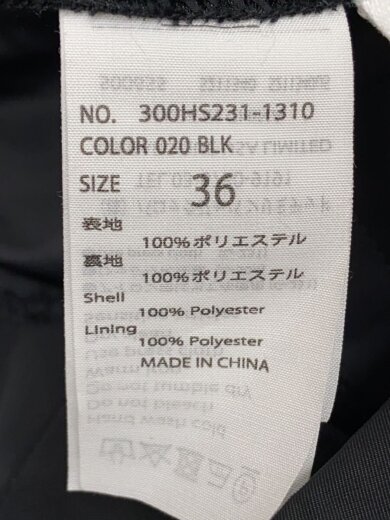 NO. 300HS231-1310
COLOR 020 BLK
SIZE 36
表地
100%ポリエステル
裏地
100%ポリエステル
Shell
100% Polyester
Lining
100% Polyester
MADE IN CHINA